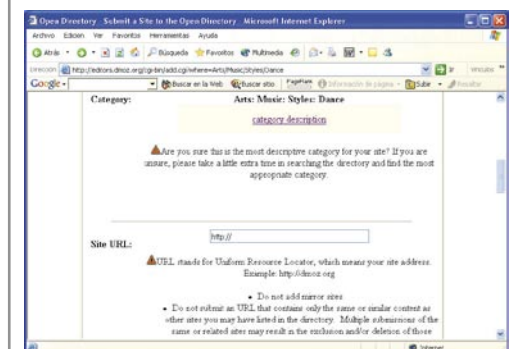 Open Directory - Submit a Site to the Open Directory - Microsoft Internet Explorer
Archivo Edición Ver Favoritos Herramientas Ayuda
Atrás Búsqueda Favoritos Multimedia
Dirección http://editors.dmoz.org/cgi-bin/add.cgi?where=Arts/Music/Styles/Dance Ir Vínculos
Google Buscar en la Web Buscar sitio PageRank Información de página Sube Resaltar
Category: Arts: Music: Styles: Dance
category description
Are you sure this is the most descriptive category for your site? If you are
unsure, please take a little extra time in searching the directory and find the most
appropriate category.
http://
Site URL:
URL stands for Uniform Resource Locator, which means your site address.
Example: http://dmoz.org
• Do not add mirror sites
• Do not submit an URL that contains only the same or similar content as
other sites you may have listed in the directory. Multiple submissions of the
same or related sites may result in the exclusion and/or deletion of those
Internet